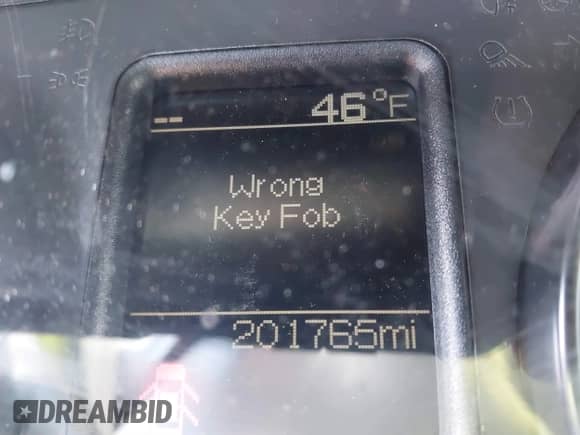 -- 46°F
Wrong
Key Fob
201765mi
DREAMBID